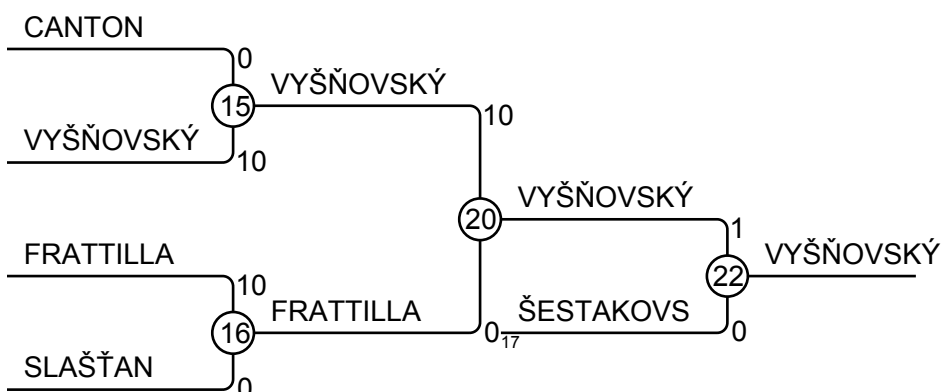 CANTON
0
15
VYŠŇOVSKÝ
10
VYŠŇOVSKÝ
10
20
VYŠŇOVSKÝ
1
22
VYŠŇOVSKÝ
FRATTILLA
10
16
FRATTILLA
0
17
ŠESTAKOVS
0
SLAŠŤAN
0